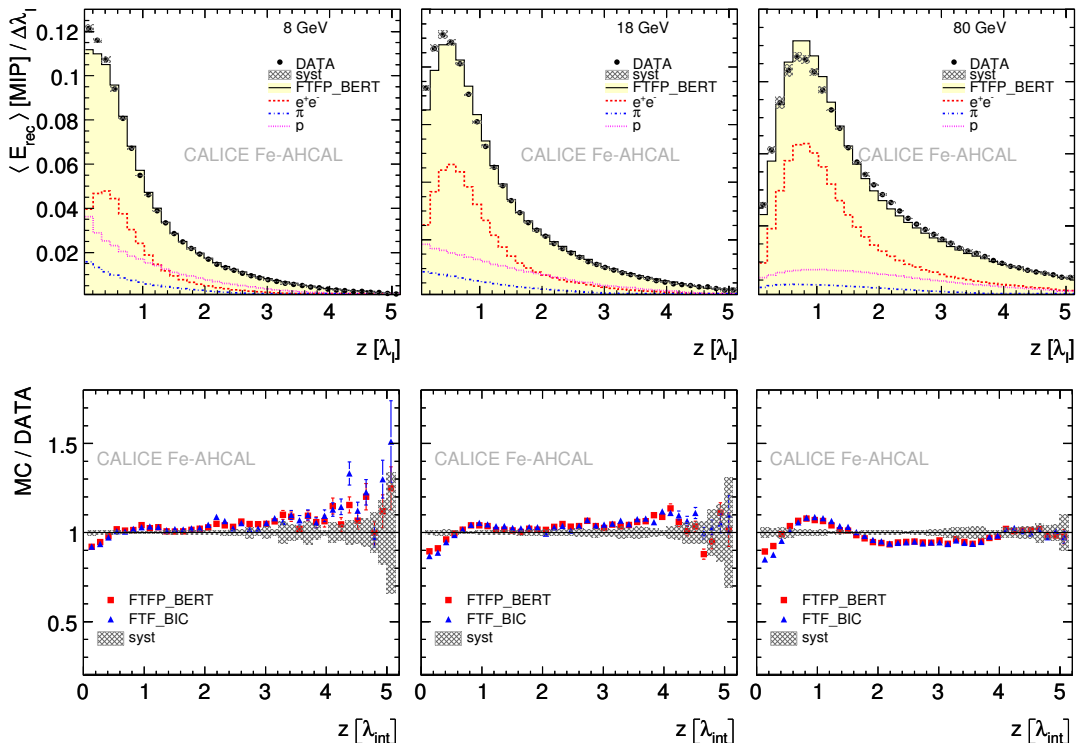 ⟨ E_rec ⟩ [MIP] / Δλ_I
0.12
0.1
0.08
0.06
0.04
0.02
8 GeV
DATA
syst
FTFP_BERT
e⁺e⁻
π
p
CALICE Fe-AHCAL
1 2 3 4 5
z [λ_I]
18 GeV
DATA
syst
FTFP_BERT
e⁺e⁻
π
p
CALICE Fe-AHCAL
1 2 3 4 5
z [λ_I]
80 GeV
DATA
syst
FTFP_BERT
e⁺e⁻
π
p
CALICE Fe-AHCAL
1 2 3 4 5
z [λ_I]
MC / DATA
1.5
1
0.5
CALICE Fe-AHCAL
FTFP_BERT
FTF_BIC
syst
0 1 2 3 4 5
z [λ_int]
CALICE Fe-AHCAL
FTFP_BERT
FTF_BIC
syst
0 1 2 3 4 5
z [λ_int]
CALICE Fe-AHCAL
FTFP_BERT
FTF_BIC
syst
0 1 2 3 4 5
z [λ_int]